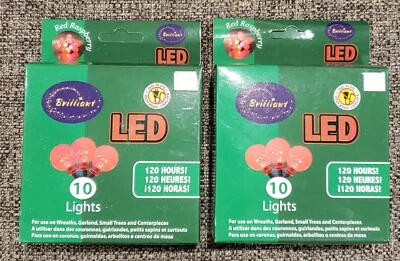 Red Raspberry
Brilliant
LED
Brilliant
LED
120 HOURS!
120 HEURES!
¡120 HORAS!
10
Lights
For use on Wreaths, Garland, Small Trees and Centerpieces
A utiliser dans des couronnes, guirlandes, petits sapins et surtouts
Para uso en coronas, guirnaldas, arbolitos o centros de mesa
Red Raspberry
Brilliant
LED
Brilliant
LED
120 HOURS!
120 HEURES!
¡120 HORAS!
10
Lights
For use on Wreaths, Garland, Small Trees and Centerpieces
A utiliser dans des couronnes, guirlandes, petits sapins et surtouts
Para uso en coronas, guirnaldas, arbolitos o centros de mesa